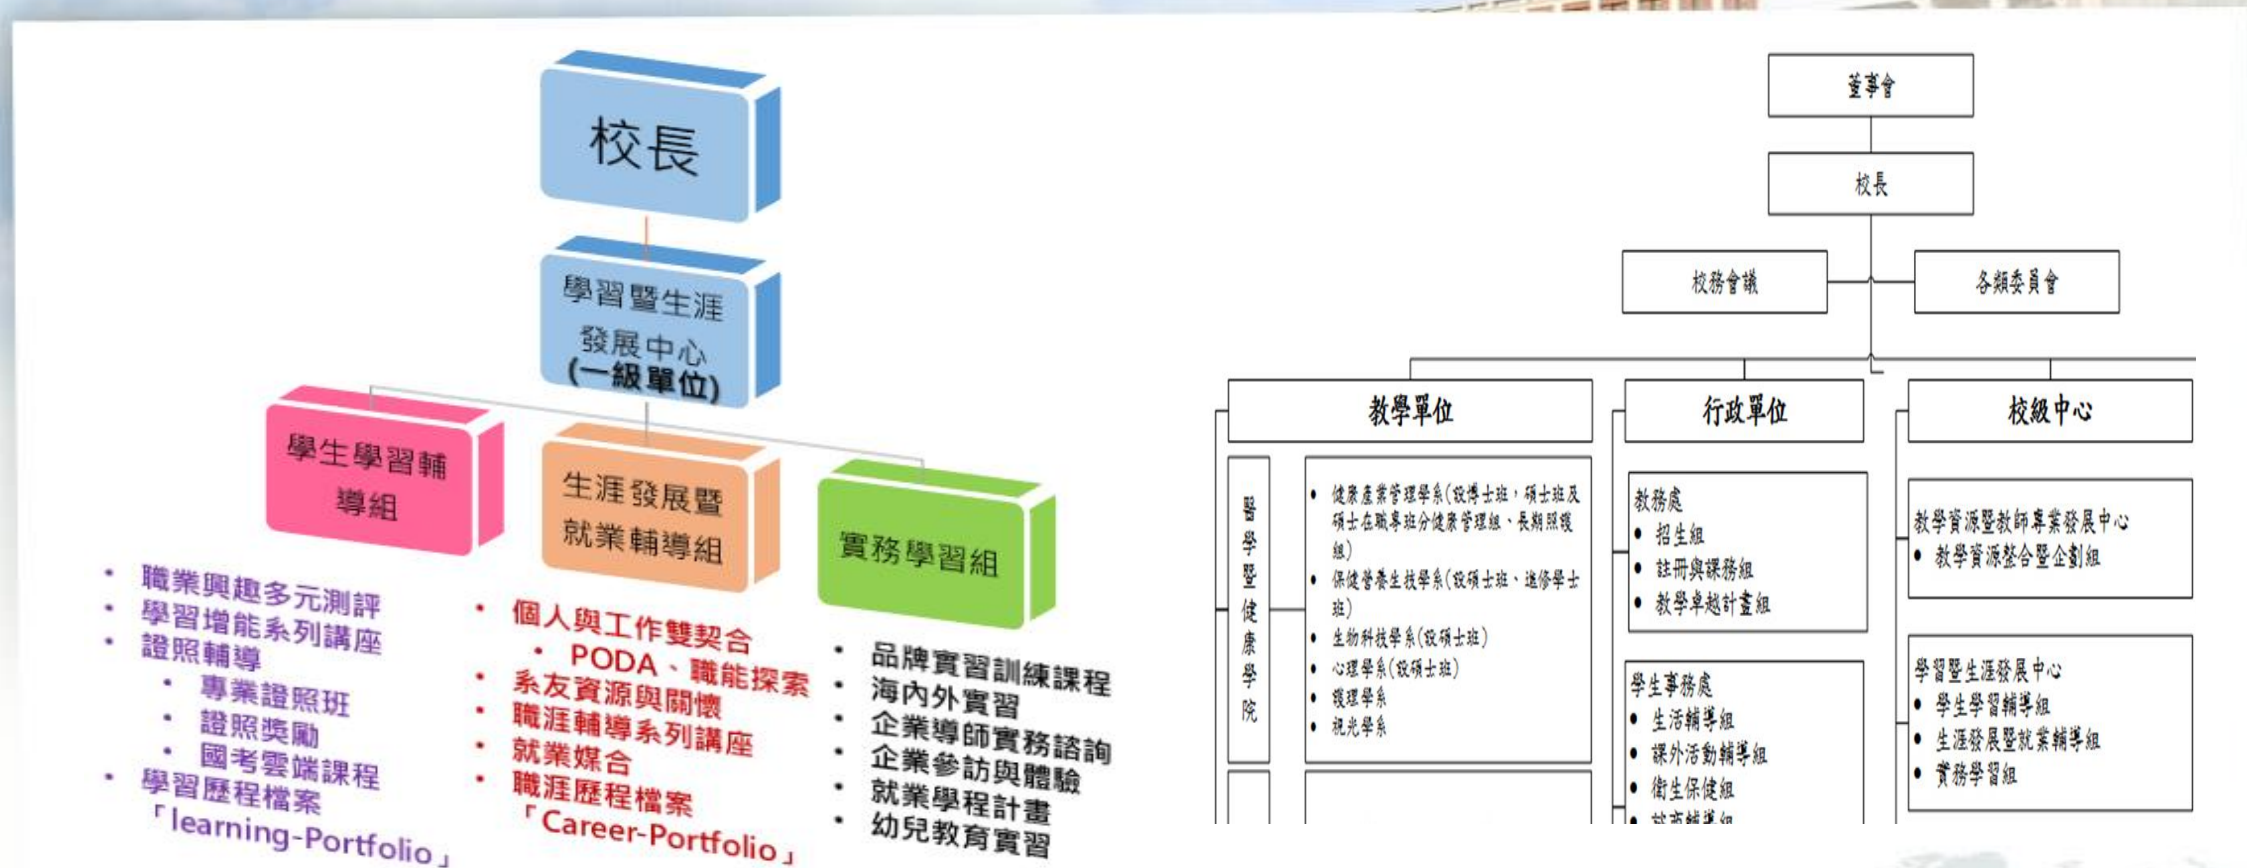 校長
學習暨生涯
發展中心
(一級單位)
學生學習輔
導組
生涯發展暨
就業輔導組
實務學習組
• 職業興趣多元測評
• 學習增能系列講座
• 證照輔導
• 專業證照班
• 證照獎勵
• 國考雲端課程
• 學習歷程檔案
「learning-Portfolio」
• 個人與工作雙契合
• PODA、職能探索
• 系友資源與關懷
• 職涯輔導系列講座
• 就業媒合
• 職涯歷程檔案
「Career-Portfolio」
• 品牌實習訓練課程
• 海內外實習
• 企業導師實務諮詢
• 企業參訪與體驗
• 就業學程計畫
• 幼兒教育實習
董事會
校長
校務會議
各類委員會
教學單位
醫學暨健康學院
• 健康產業管理學系(設博士班，碩士班及
碩士在職專班分健康管理組、長期照護
組)
• 保健營養生技學系(設碩士班、進修學士
班)
• 生物科技學系(設碩士班)
• 心理學系(設碩士班)
• 護理學系
• 視光學系
行政單位
教務處
• 招生組
• 註冊與課務組
• 教學卓越計畫組
學生事務處
• 生活輔導組
• 課外活動輔導組
• 衛生保健組
校級中心
教學資源暨教師專業發展中心
• 教學資源整合暨企劃組
學習暨生涯發展中心
• 學生學習輔導組
• 生涯發展暨就業輔導組
• 實務學習組